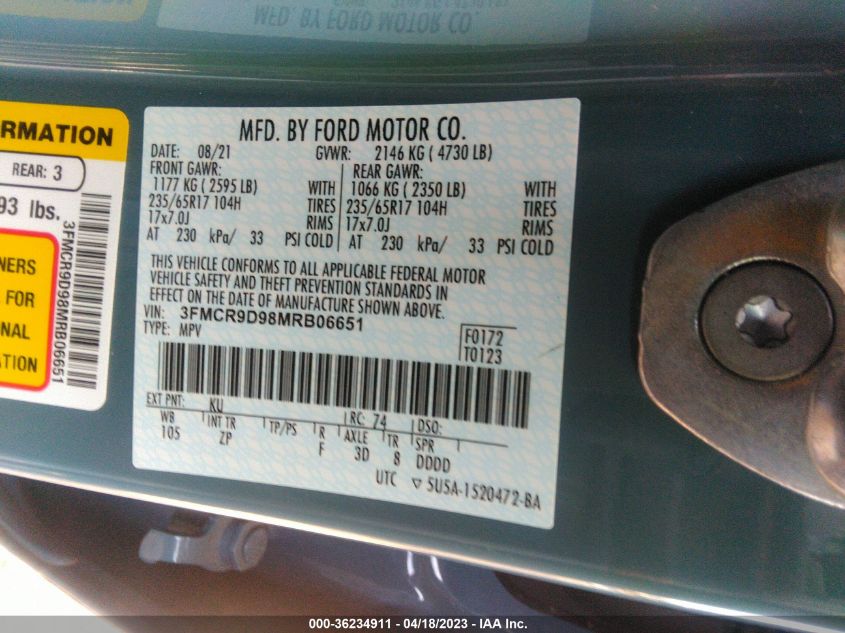 MFD. BY FORD MOTOR CO.
RMATION
REAR: 3
93 lbs.
NERS
FOR
NAL
ATION
3FMCR9D98MRB06651
MFD. BY FORD MOTOR CO.
DATE: 08/21 GVWR: 2146 KG ( 4730 LB)
FRONT GAWR: REAR GAWR:
1177 KG ( 2595 LB) WITH 1066 KG ( 2350 LB) WITH
235/65R17 104H TIRES 235/65R17 104H TIRES
17x7.0J RIMS 17x7.0J RIMS
AT 230 kPa/ 33 PSI COLD AT 230 kPa/ 33 PSI COLD
THIS VEHICLE CONFORMS TO ALL APPLICABLE FEDERAL MOTOR
VEHICLE SAFETY AND THEFT PREVENTION STANDARDS IN
EFFECT ON THE DATE OF MANUFACTURE SHOWN ABOVE.
VIN: 3FMCR9D98MRB06651
TYPE: MPV
F0172
T0123
EXT PNT: KU RC: 74 DSO:
WB INT TR TP/PS R AXLE TR SPR
105 ZP F 3D 8 DDDD
UTC ▽ 5U5A-1520472-BA
000-36234911 - 04/18/2023 - IAA Inc.